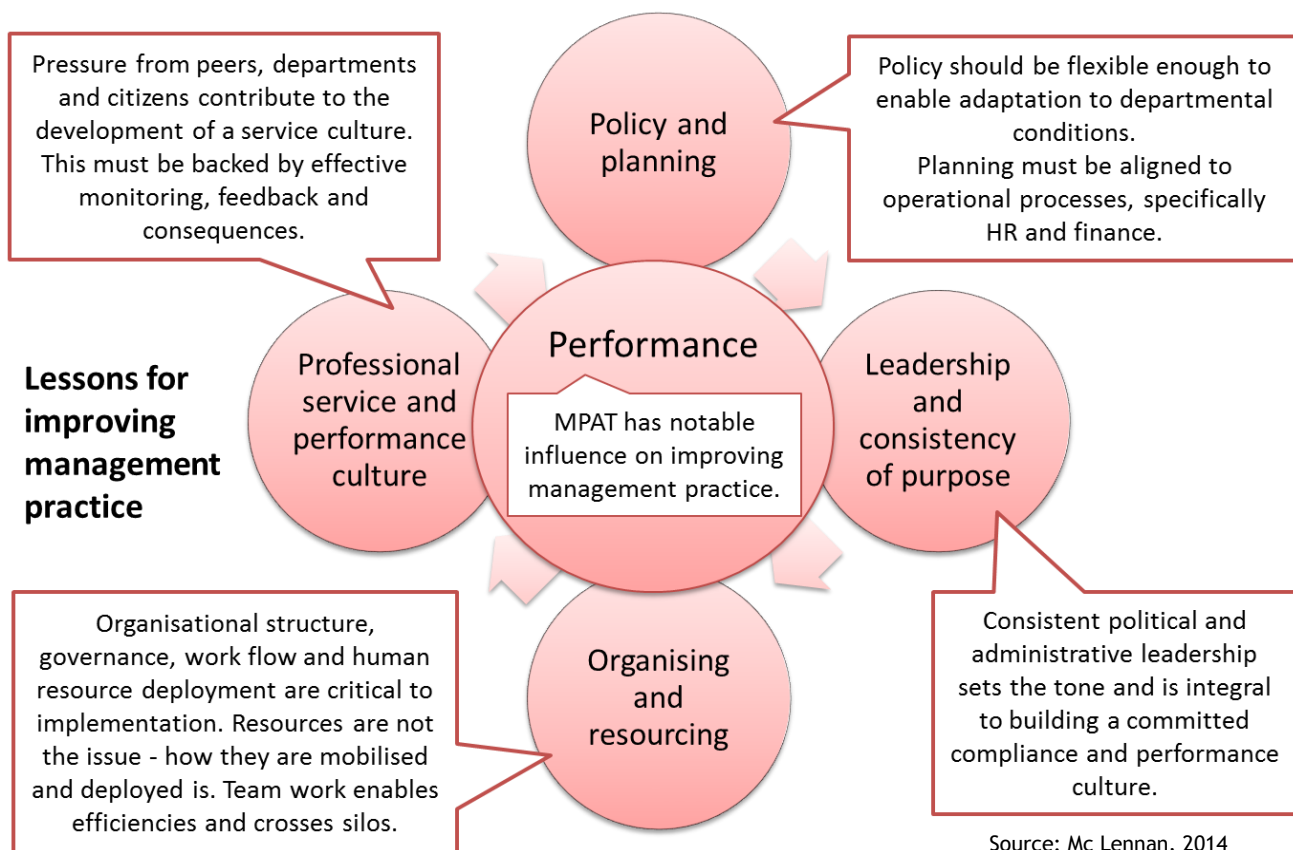 Pressure from peers, departments
and citizens contribute to the
development of a service culture.
This must be backed by effective
monitoring, feedback and
consequences.
Policy and
planning
Policy should be flexible enough to
enable adaptation to departmental
conditions.
Planning must be aligned to
operational processes, specifically
HR and finance.
Lessons for
improving
management
practice
Professional
service and
performance
culture
Performance
MPAT has notable
influence on improving
management practice.
Leadership
and
consistency
of purpose
Organisational structure,
governance, work flow and human
resource deployment are critical to
implementation. Resources are not
the issue - how they are mobilised
and deployed is. Team work enables
efficiencies and crosses silos.
Organising
and
resourcing
Consistent political and
administrative leadership
sets the tone and is integral
to building a committed
compliance and performance
culture.
Source: Mc Lennan, 2014